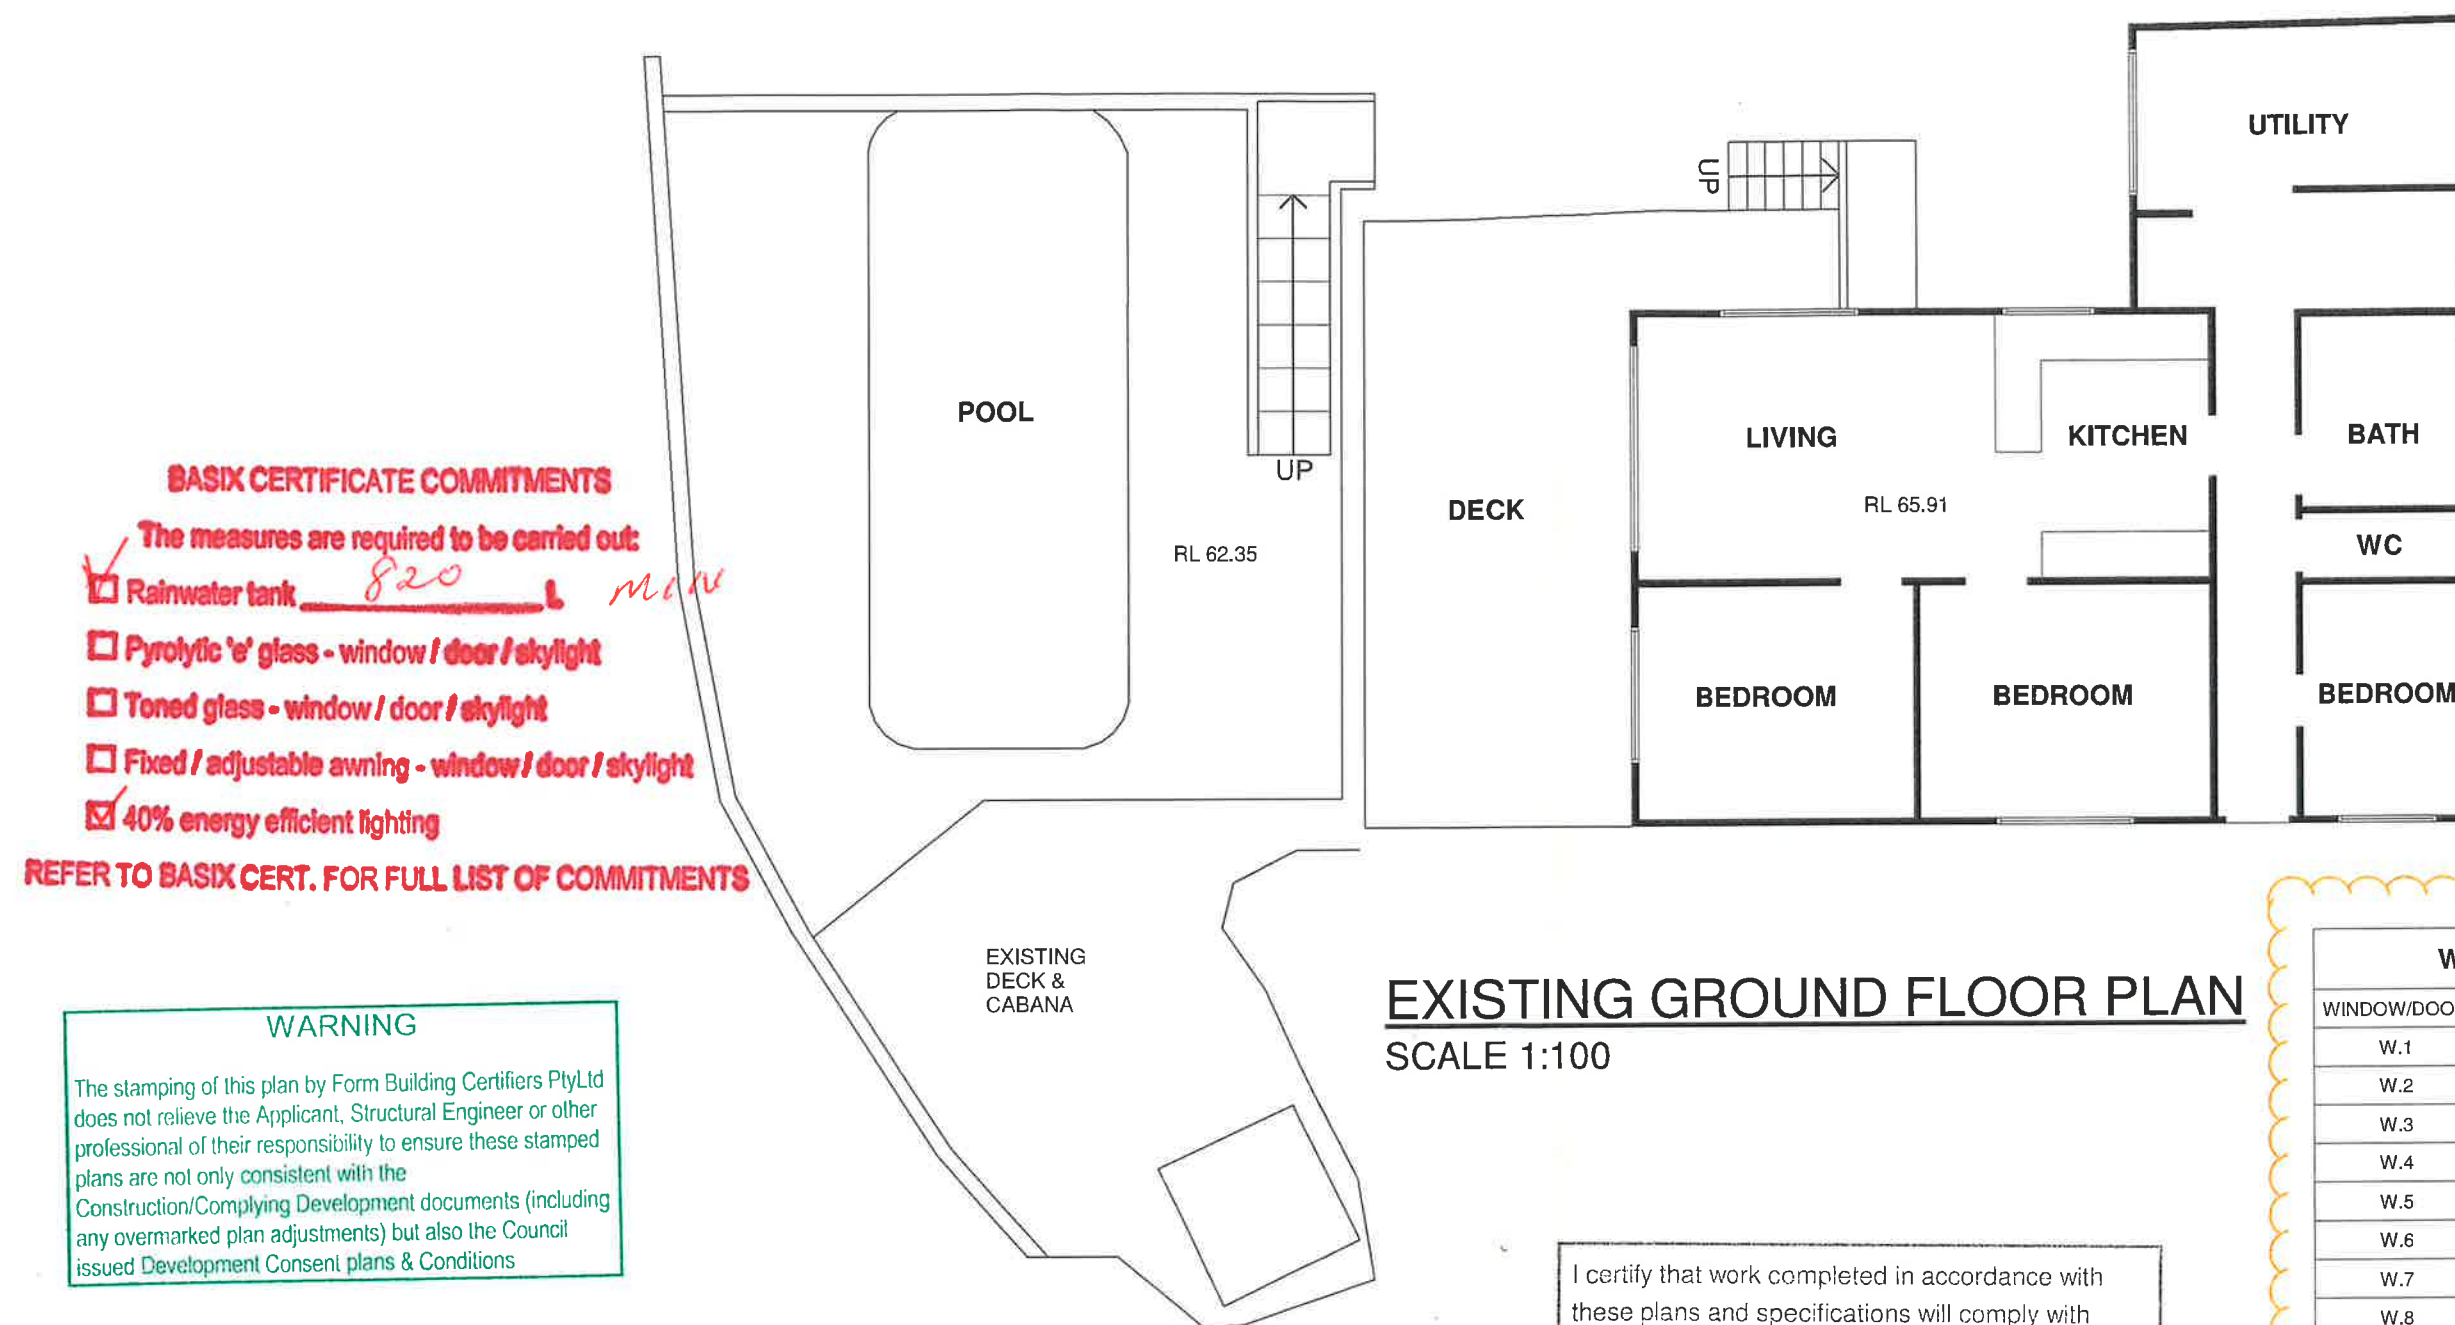 UTILITY
UP
POOL
LIVING
KITCHEN
BATH
UP
DECK
RL 65.91
RL 62.35
WC
BEDROOM
BEDROOM
BEDROOM
BASIX CERTIFICATE COMMITMENTS
The measures are required to be carried out:
Rainwater tank 820 L min
Pyrolytic 'e' glass - window / door / skylight
Toned glass - window / door / skylight
Fixed / adjustable awning - window / door / skylight
40% energy efficient lighting
REFER TO BASIX CERT. FOR FULL LIST OF COMMITMENTS
EXISTING
DECK &
CABANA
EXISTING GROUND FLOOR PLAN
SCALE 1:100
WARNING
The stamping of this plan by Form Building Certifiers PtyLtd
does not relieve the Applicant, Structural Engineer or other
professional of their responsibility to ensure these stamped
plans are not only consistent with the
Construction/Complying Development documents (including
any overmarked plan adjustments) but also the Council
issued Development Consent plans & Conditions
I certify that work completed in accordance with
these plans and specifications will comply with
W
WINDOW/DOO
W.1
W.2
W.3
W.4
W.5
W.6
W.7
W.8